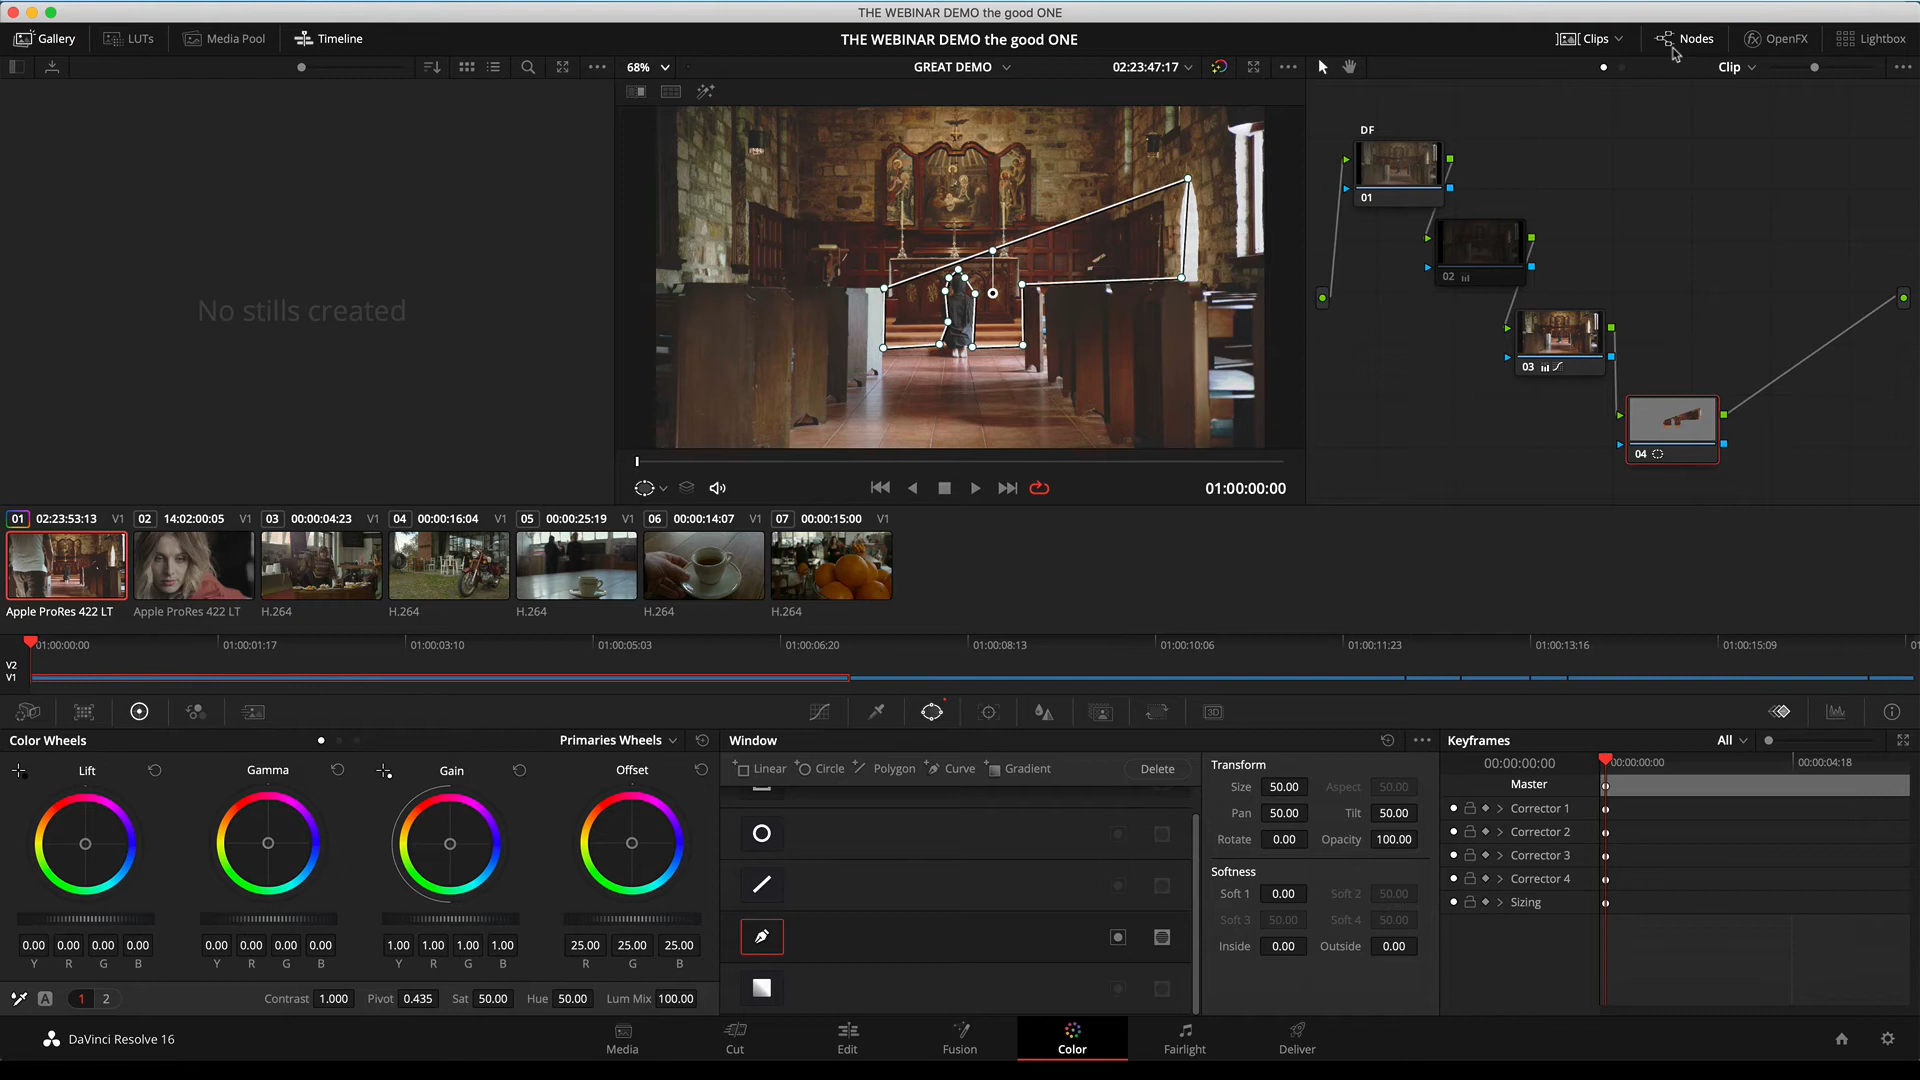 THE WEBINAR DEMO the good ONE
Gallery LUTs Media Pool Timeline THE WEBINAR DEMO the good ONE Clips Nodes fx OpenFX Lightbox
68% GREAT DEMO 02:23:47:17 Clip
DF
01
02
03
04
No stills created
01:00:00:00
01 02:23:53:13 V1 02 14:02:00:05 V1 03 00:00:04:23 V1 04 00:00:16:04 V1 05 00:00:25:19 V1 06 00:00:14:07 V1 07 00:00:15:00 V1
Apple ProRes 422 LT Apple ProRes 422 LT H.264 H.264 H.264 H.264 H.264
01:00:00:00 01:00:01:17 01:00:03:10 01:00:05:03 01:00:06:20 01:00:08:13 01:00:10:06 01:00:11:23 01:00:13:16 01:00:15:09 01
V2
V1
3D
Color Wheels Primaries Wheels
Lift Gamma Gain Offset
0.00 0.00 0.00 0.00 0.00 0.00 0.00 0.00 1.00 1.00 1.00 1.00 25.00 25.00 25.00
Y R G B Y R G B Y R G B R G B
A 1 2 Contrast 1.000 Pivot 0.435 Sat 50.00 Hue 50.00 Lum Mix 100.00
Window
Linear Circle Polygon Curve Gradient Delete
Transform
Size 50.00 Aspect 50.00
Pan 50.00 Tilt 50.00
Rotate 0.00 Opacity 100.00
Softness
Soft 1 0.00 Soft 2 50.00
Soft 3 50.00 Soft 4 50.00
Inside 0.00 Outside 0.00
Keyframes All
00:00:00:00 00:00:00:00 00:00:04:18
Master
Corrector 1
Corrector 2
Corrector 3
Corrector 4
Sizing
DaVinci Resolve 16 Media Cut Edit Fusion Color Fairlight Deliver